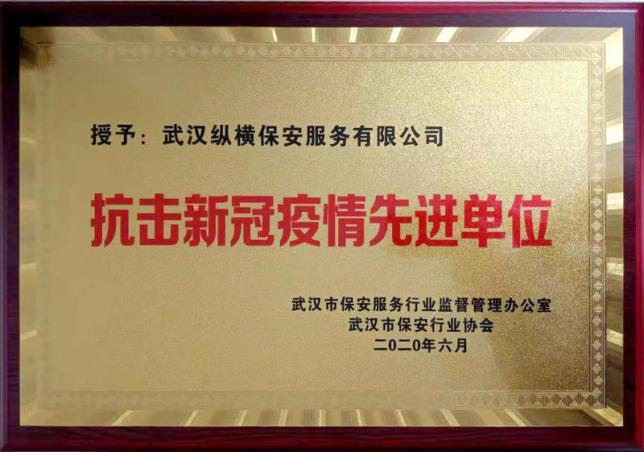 授予：武汉纵横保安服务有限公司
抗击新冠疫情先进单位
武汉市保安服务行业监督管理办公室
武汉市保安行业协会
二〇二〇年六月